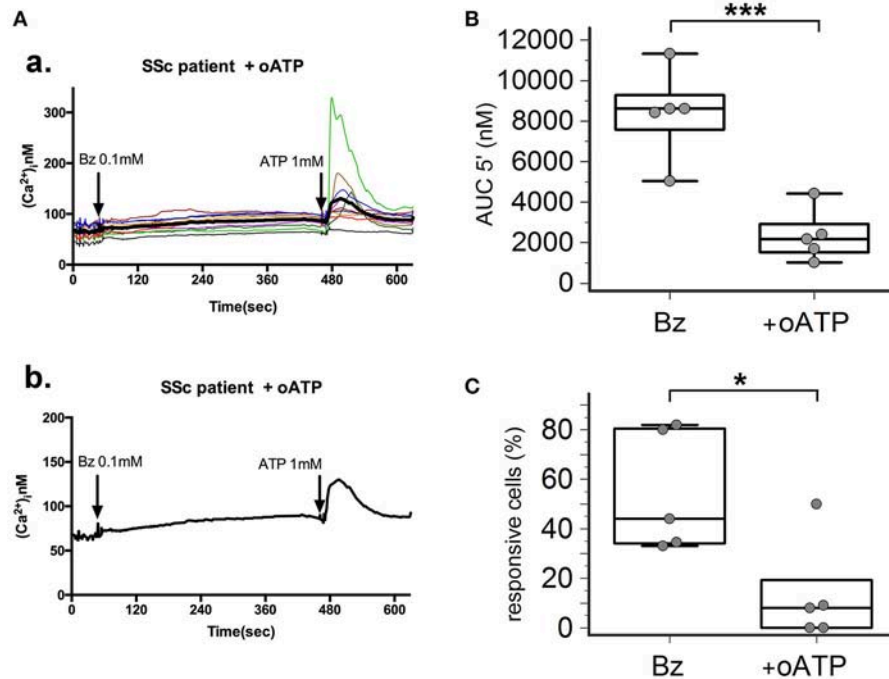 A
a.
SSc patient + oATP
(Ca²⁺)ᵢnM
300
200
100
0
Bz 0.1mM
ATP 1mM
0 120 240 360 480 600
Time(sec)
b.
SSc patient + oATP
(Ca²⁺)ᵢnM
200
150
100
50
0
Bz 0.1mM
ATP 1mM
0 120 240 360 480 600
Time(sec)
B
***
AUC 5' (nM)
12000
10000
8000
6000
4000
2000
0
Bz +oATP
C
*
responsive cells (%)
80
60
40
20
0
Bz +oATP